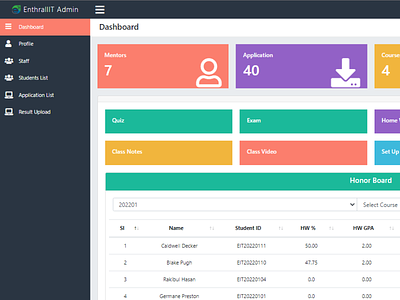 EnthrallIT Admin
Dashboard
Profile
Staff
Students List
Application List
Result Upload
Dashboard
Mentors
7
Application
40
Course
4
Quiz
Exam
Home
Class Notes
Class Video
Set Up
Honor Board
202201
Select Course
Sl Name Student ID HW % HW GPA
1 Caldwell Decker EIT20220111 50.00 2.00
2 Blake Pugh EIT20220110 47.75 2.00
3 Rakibul Hasan EIT20220104 0.0 0.00
4 Germane Preston EIT20220101 0.0 0.00